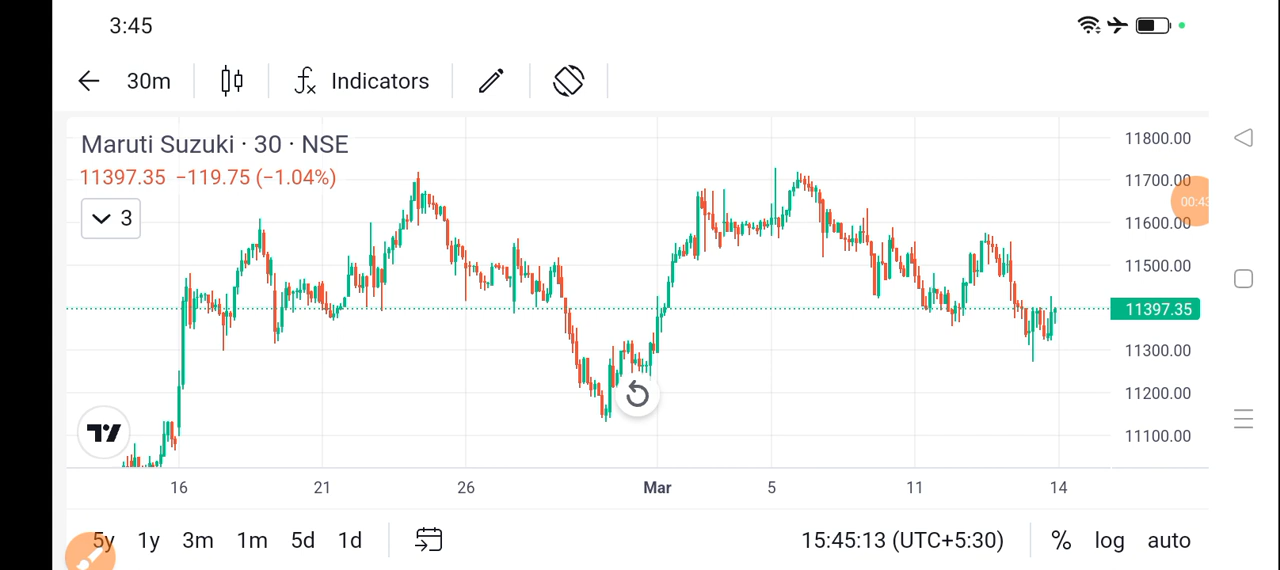 3:45
30m
Indicators
Maruti Suzuki · 30 · NSE
11397.35 −119.75 (−1.04%)
3
11800.00
11700.00
11600.00
11500.00
11397.35
11300.00
11200.00
11100.00
16 21 26 Mar 5 11 14
5y 1y 3m 1m 5d 1d
15:45:13 (UTC+5:30)
% log auto